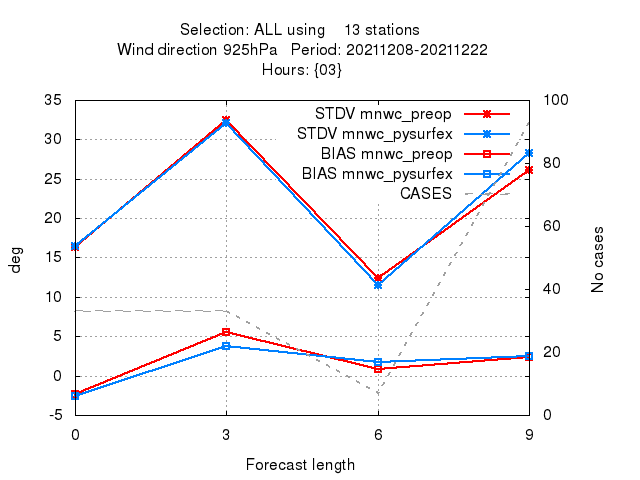 Selection: ALL using 13 stations
Wind direction 925hPa Period: 20211208-20211222
Hours: {03}
35
30
25
20
15
10
5
0
-5
100
80
60
40
20
0
STDV mnwc_preop
STDV mnwc_pysurfex
BIAS mnwc_preop
BIAS mnwc_pysurfex
CASES
deg
No cases
0 3 6 9
Forecast length